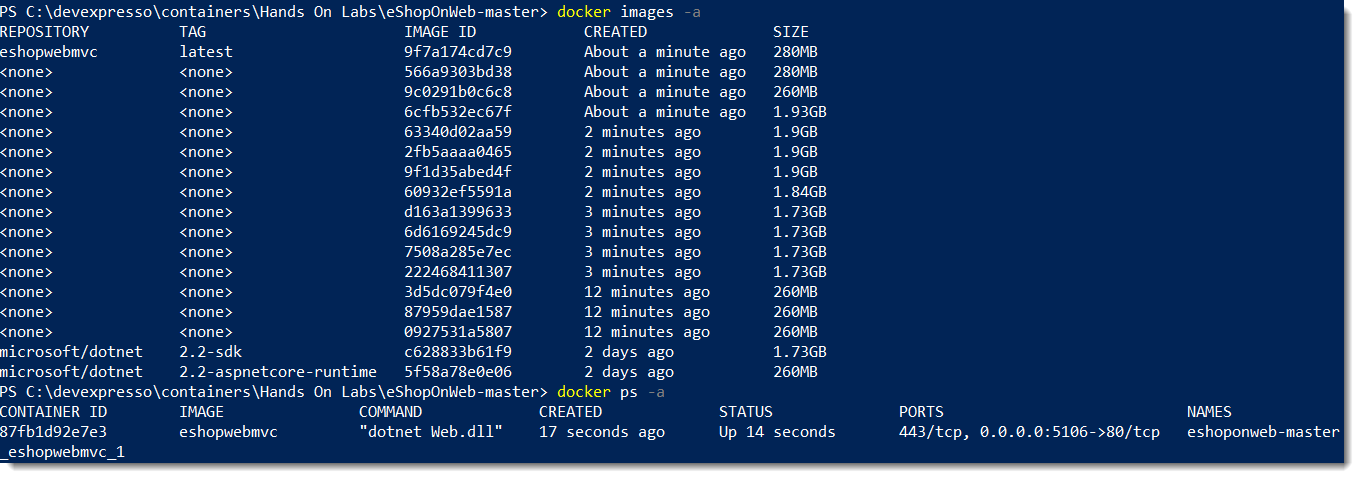 PS C:\devexpresso\containers\Hands On Labs\eShopOnWeb-master> docker images -a
REPOSITORY TAG IMAGE ID CREATED SIZE
eshopwebmvc latest 9f7a174cd7c9 About a minute ago 280MB
<none> <none> 566a9303bd38 About a minute ago 280MB
<none> <none> 9c0291b0c6c8 About a minute ago 260MB
<none> <none> 6cfb532ec67f About a minute ago 1.93GB
<none> <none> 63340d02aa59 2 minutes ago 1.9GB
<none> <none> 2fb5aaaa0465 2 minutes ago 1.9GB
<none> <none> 9f1d35abed4f 2 minutes ago 1.9GB
<none> <none> 60932ef5591a 2 minutes ago 1.84GB
<none> <none> d163a1399633 3 minutes ago 1.73GB
<none> <none> 6d6169245dc9 3 minutes ago 1.73GB
<none> <none> 7508a285e7ec 3 minutes ago 1.73GB
<none> <none> 222468411307 3 minutes ago 1.73GB
<none> <none> 3d5dc079f4e0 12 minutes ago 260MB
<none> <none> 87959dae1587 12 minutes ago 260MB
<none> <none> 0927531a5807 12 minutes ago 260MB
microsoft/dotnet 2.2-sdk c628833b61f9 2 days ago 1.73GB
microsoft/dotnet 2.2-aspnetcore-runtime 5f58a78e0e06 2 days ago 260MB
PS C:\devexpresso\containers\Hands On Labs\eShopOnWeb-master> docker ps -a
CONTAINER ID IMAGE COMMAND CREATED STATUS PORTS NAMES
87fb1d92e7e3 eshopwebmvc "dotnet Web.dll" 17 seconds ago Up 14 seconds 443/tcp, 0.0.0.0:5106->80/tcp eshoponweb-master
_eshopwebmvc_1